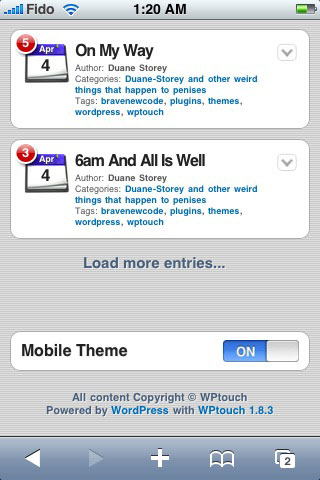 Fido 1:20 AM
5
Apr
4
On My Way
Author: Duane Storey
Categories: Duane-Storey and other weird
things that happen to penises
Tags: bravenewcode, plugins, themes,
wordpress, wptouch
3
Apr
4
6am And All Is Well
Author: Duane Storey
Categories: Duane-Storey and other weird
things that happen to penises
Tags: bravenewcode, plugins, themes,
wordpress, wptouch
Load more entries...
Mobile Theme ON
All content Copyright © WPtouch
Powered by WordPress with WPtouch 1.8.3
2